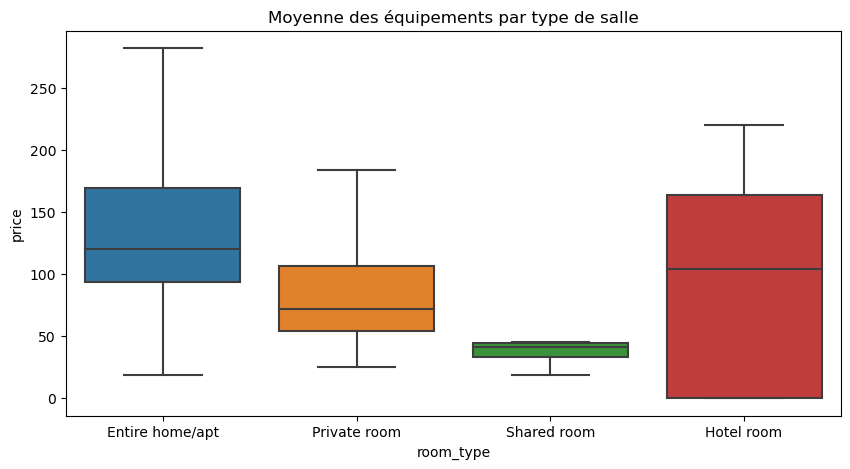 Moyenne des équipements par type de salle
250
200
150
100
50
0
price
Entire home/apt
Private room
Shared room
Hotel room
room_type